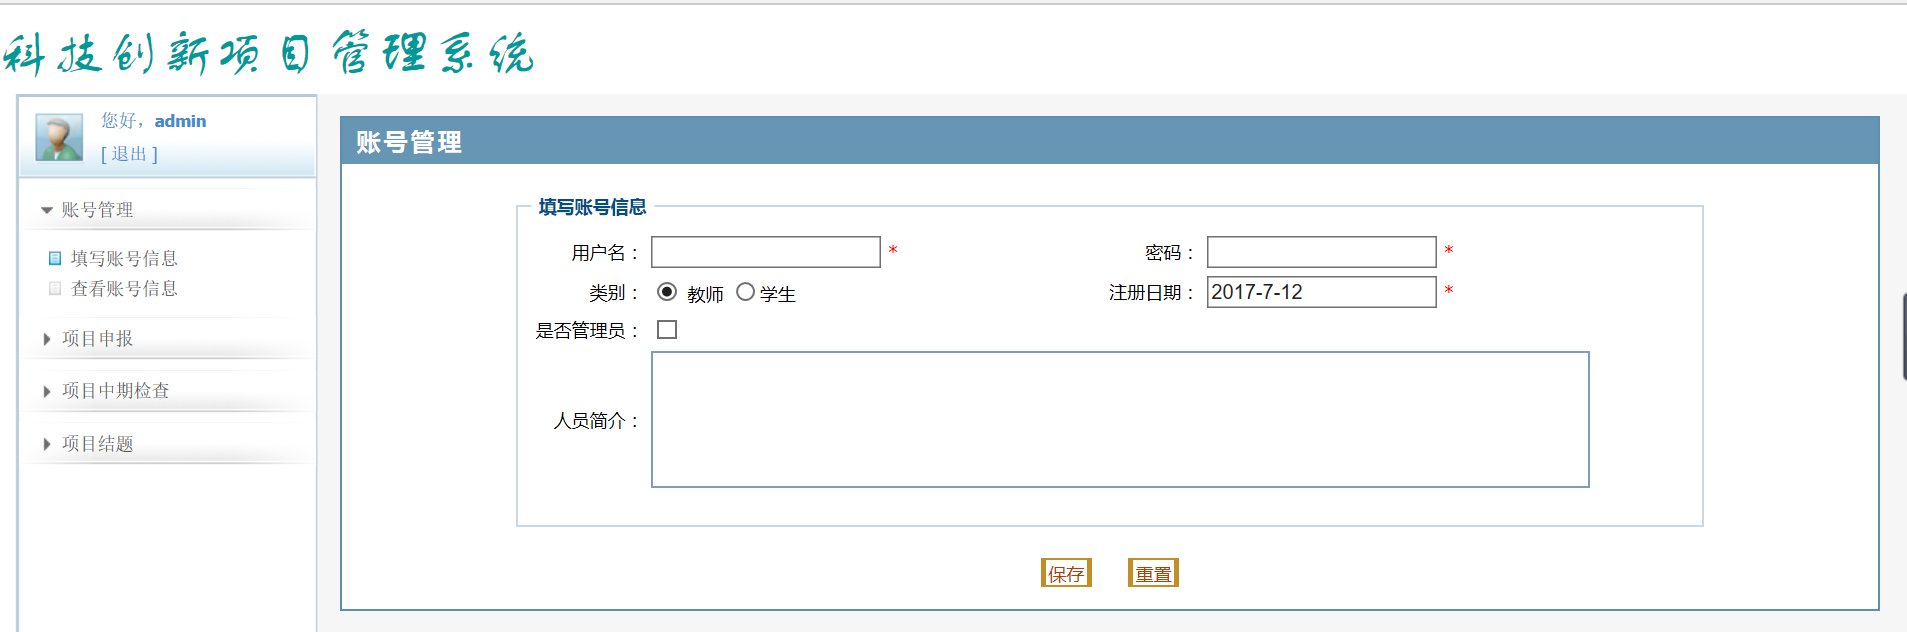 科技创新项目管理系统
您好，admin
[ 退出 ]
账号管理
填写账号信息
查看账号信息
项目申报
项目中期检查
项目结题
账号管理
填写账号信息
用户名： * 密码： *
类别： 教师 学生 注册日期： 2017-7-12 *
是否管理员：
人员简介：
保存 重置